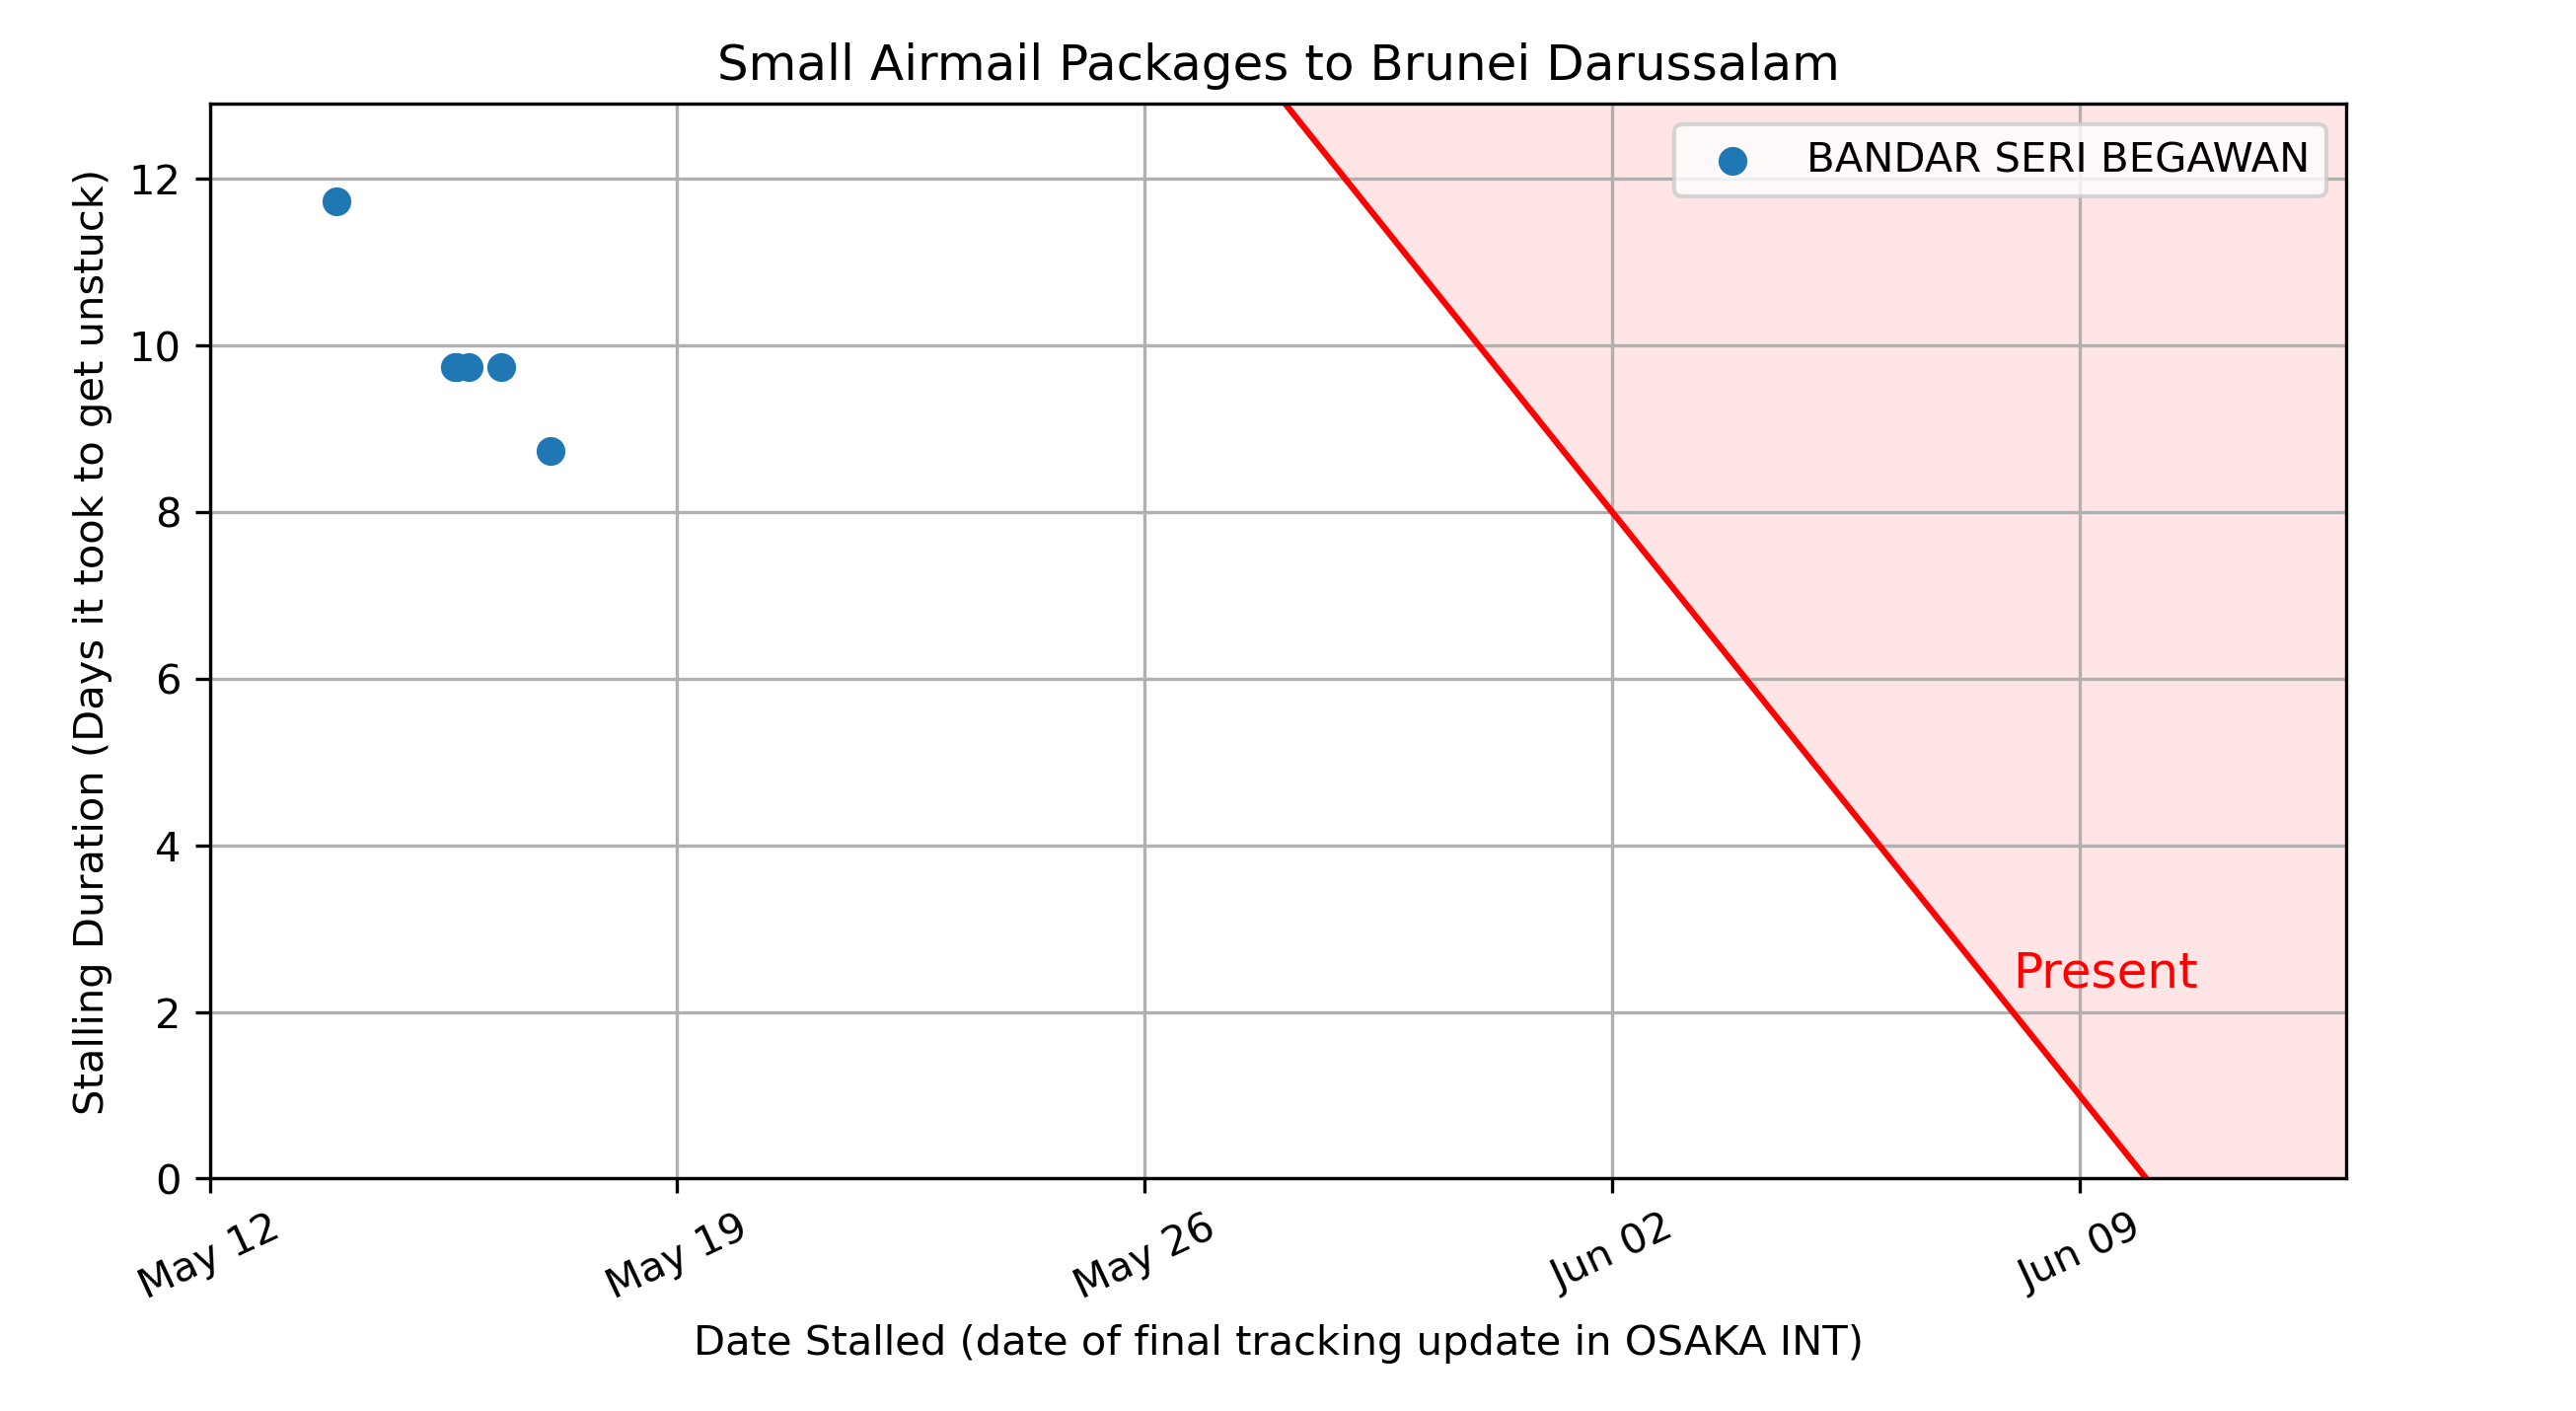 Small Airmail Packages to Brunei Darussalam
BANDAR SERI BEGAWAN
Stalling Duration (Days it took to get unstuck)
12
10
8
6
4
2
0
Present
May 12
May 19
May 26
Jun 02
Jun 09
Date Stalled (date of final tracking update in OSAKA INT)